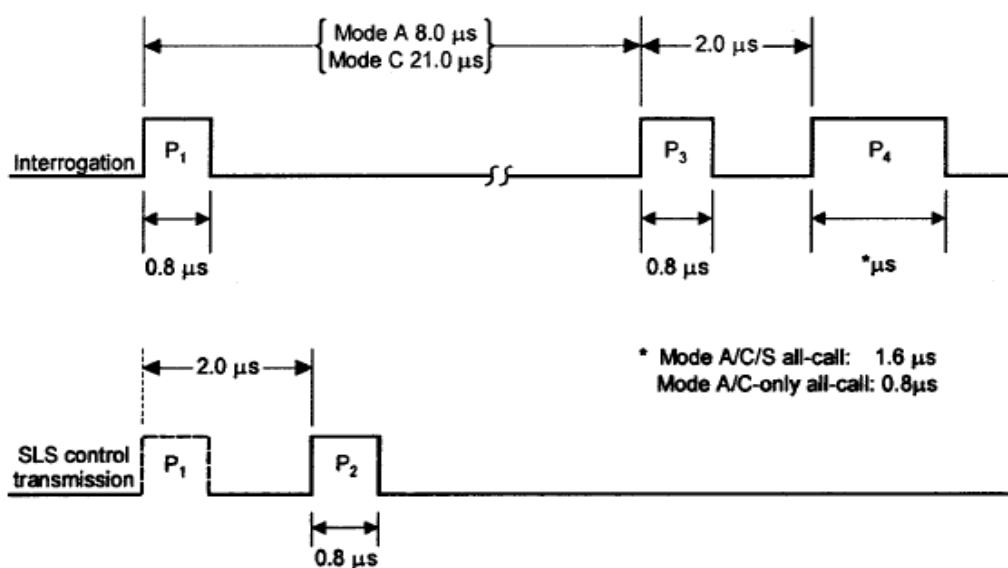 Mode A 8.0 µs
Mode C 21.0 µs
2.0 µs
Interrogation
P₁
P₃
P₄
0.8 µs
0.8 µs
*µs
2.0 µs
* Mode A/C/S all-call: 1.6 µs
Mode A/C-only all-call: 0.8µs
SLS control
transmission
P₁
P₂
0.8 µs